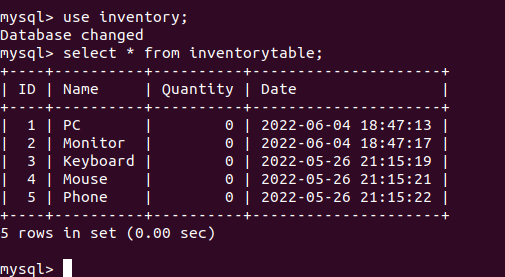 mysql> use inventory;
Database changed
mysql> select * from inventorytable;
+----+----------+----------+---------------------+
| ID | Name     | Quantity | Date                |
+----+----------+----------+---------------------+
|  1 | PC       |        0 | 2022-06-04 18:47:13 |
|  2 | Monitor  |        0 | 2022-06-04 18:47:17 |
|  3 | Keyboard |        0 | 2022-05-26 21:15:19 |
|  4 | Mouse    |        0 | 2022-05-26 21:15:21 |
|  5 | Phone    |        0 | 2022-05-26 21:15:22 |
+----+----------+----------+---------------------+
5 rows in set (0.00 sec)
mysql>